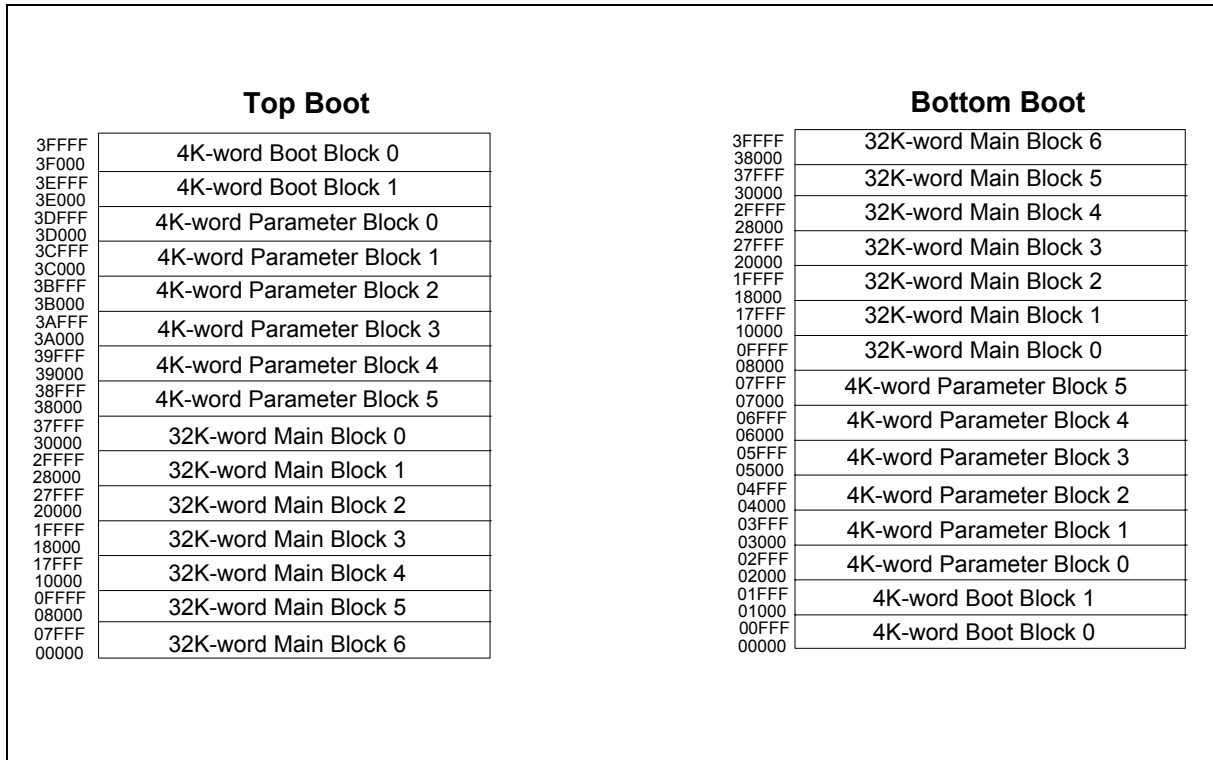 Top Boot
3FFFF
3F000
4K-word Boot Block 0
3EFFF
3E000
4K-word Boot Block 1
3DFFF
3D000
4K-word Parameter Block 0
3CFFF
3C000
4K-word Parameter Block 1
3BFFF
3B000
4K-word Parameter Block 2
3AFFF
3A000
4K-word Parameter Block 3
39FFF
39000
4K-word Parameter Block 4
38FFF
38000
4K-word Parameter Block 5
37FFF
30000
32K-word Main Block 0
2FFFF
28000
32K-word Main Block 1
27FFF
20000
32K-word Main Block 2
1FFFF
18000
32K-word Main Block 3
17FFF
10000
32K-word Main Block 4
0FFFF
08000
32K-word Main Block 5
07FFF
00000
32K-word Main Block 6
Bottom Boot
3FFFF
38000
32K-word Main Block 6
37FFF
30000
32K-word Main Block 5
2FFFF
28000
32K-word Main Block 4
27FFF
20000
32K-word Main Block 3
1FFFF
18000
32K-word Main Block 2
17FFF
10000
32K-word Main Block 1
0FFFF
08000
32K-word Main Block 0
07FFF
07000
4K-word Parameter Block 5
06FFF
06000
4K-word Parameter Block 4
05FFF
05000
4K-word Parameter Block 3
04FFF
04000
4K-word Parameter Block 2
03FFF
03000
4K-word Parameter Block 1
02FFF
02000
4K-word Parameter Block 0
01FFF
01000
4K-word Boot Block 1
00FFF
00000
4K-word Boot Block 0